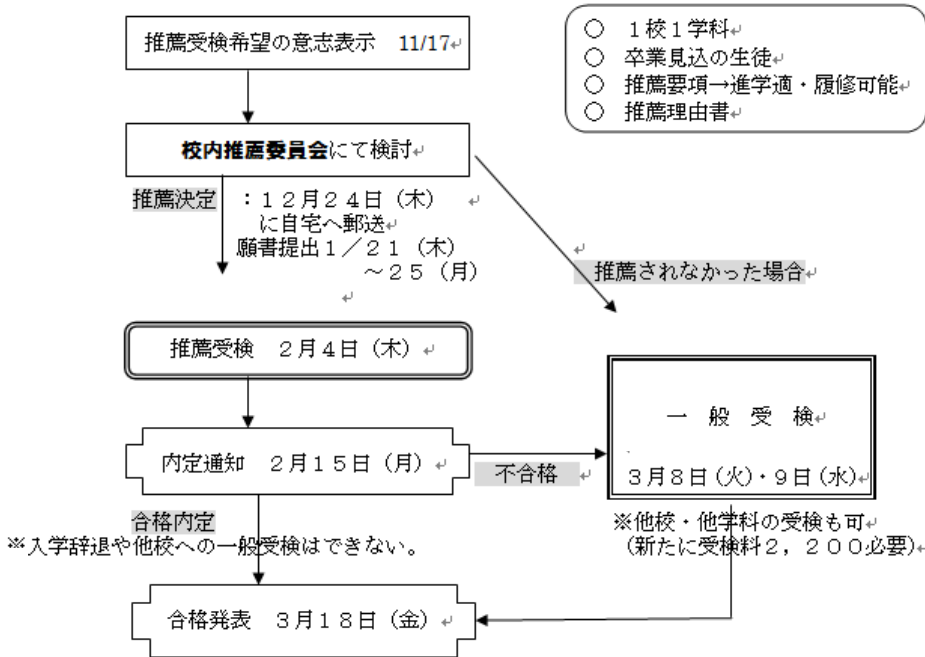 推薦受検希望の意志表示　11/17
○　１校１学科
○　卒業見込の生徒
○　推薦要項→進学適・履修可能
○　推薦理由書
校内推薦委員会にて検討
推薦決定　：１２月２４日（木）
に自宅へ郵送
願書提出１／２１（木）
～２５（月）
推薦されなかった場合
推薦受検　２月４日（木）
一　般　受　検
３月８日（火）・９日（水）
内定通知　２月１５日（月）
不合格
合格内定
※入学辞退や他校への一般受検はできない。
※他校・他学科の受検も可
（新たに受検料２，２００必要）
合格発表　３月１８日（金）